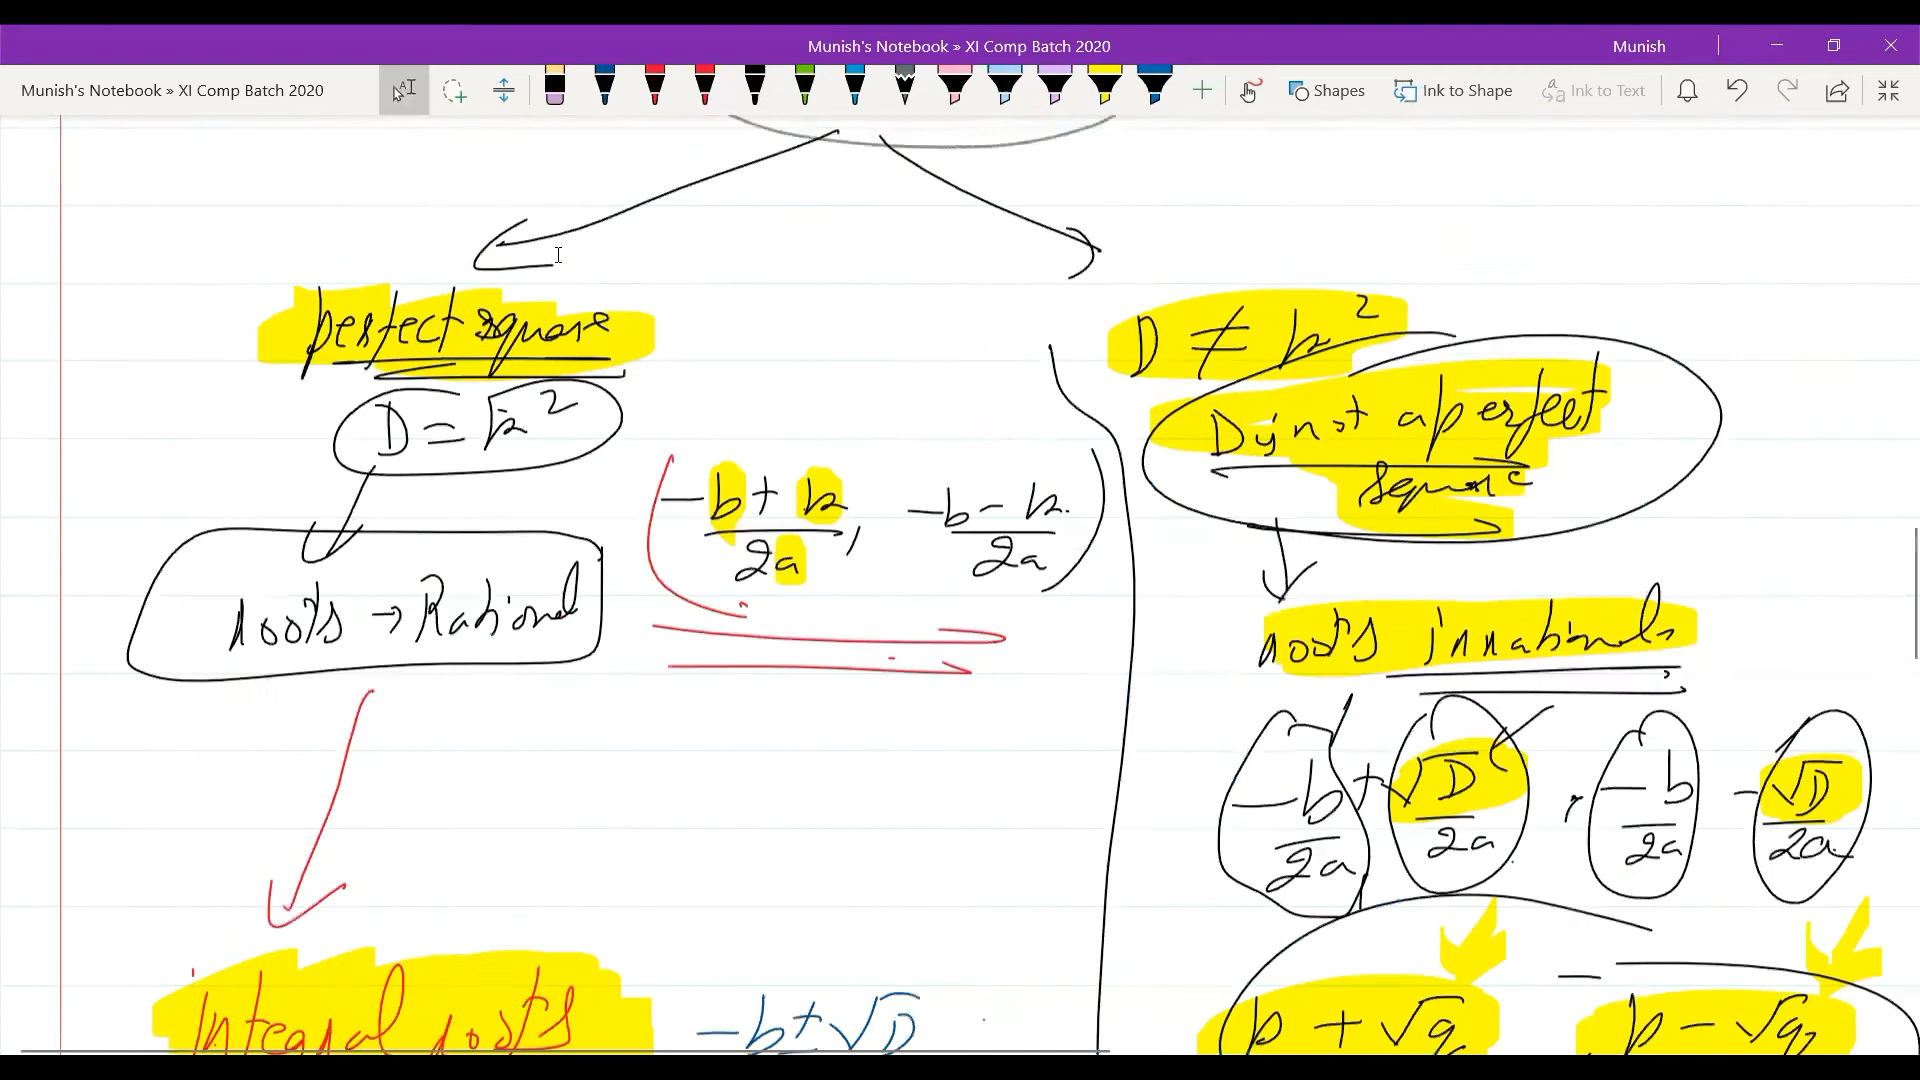 Munish's Notebook » XI Comp Batch 2020
Munish
Munish's Notebook » XI Comp Batch 2020
Shapes
Ink to Shape
Ink to Text
perfect square
D = k²
roots → Rational
(-b + k / 2a, -b - k / 2a)
Integral roots
-b ± √D
D ≠ k²
D is not a perfect
square
roots irrationals
-b / 2a + √D / 2a , -b / 2a - √D / 2a
p + √q
p - √q